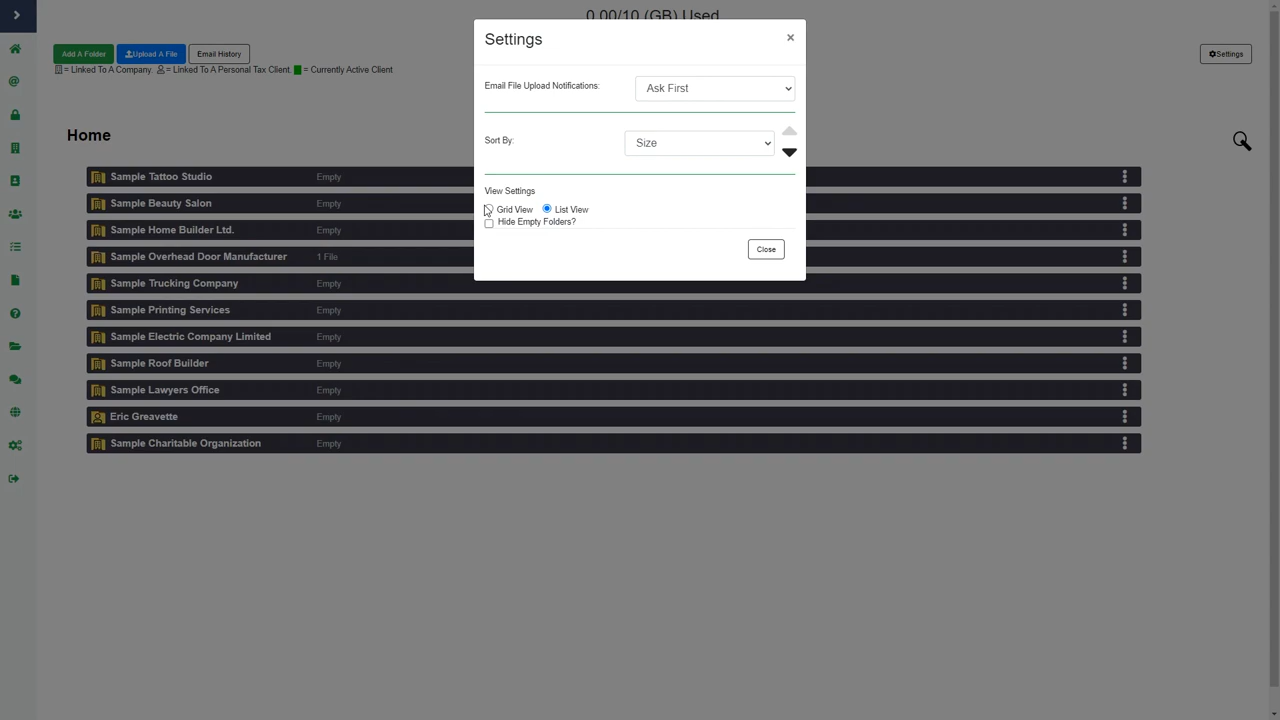 0.00/10 (GB) Used
Settings
×
Add A Folder
Upload A File
Email History
Settings
= Linked To A Company. = Linked To A Personal Tax Client. = Currently Active Client
Email File Upload Notifications:
Ask First
Sort By:
Size
View Settings
Grid View
List View
Hide Empty Folders?
Close
Home
Sample Tattoo Studio Empty
Sample Beauty Salon Empty
Sample Home Builder Ltd. Empty
Sample Overhead Door Manufacturer 1 File
Sample Trucking Company Empty
Sample Printing Services Empty
Sample Electric Company Limited Empty
Sample Roof Builder Empty
Sample Lawyers Office Empty
Eric Greavette Empty
Sample Charitable Organization Empty